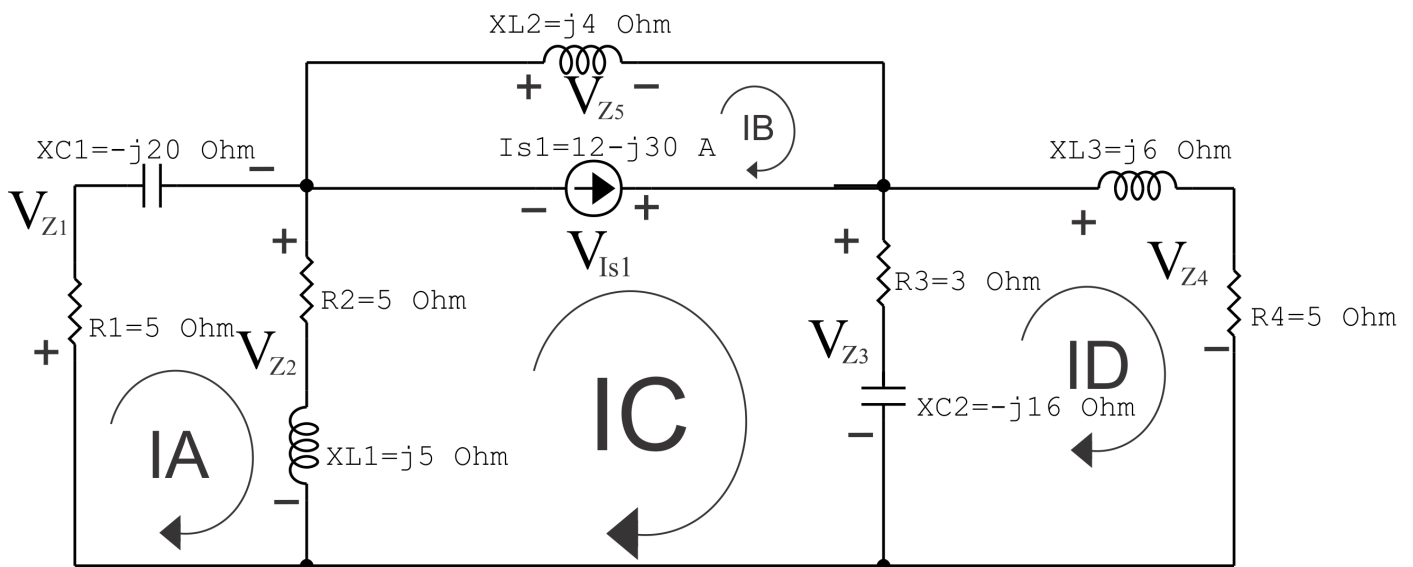 XL2=j4 Ohm
+ VZ5 −
IB
XC1=-j20 Ohm
−
Is1=12-j30 A
XL3=j6 Ohm
VZ1
− +
VIs1
+
+
+
VZ4
R2=5 Ohm
R3=3 Ohm
R1=5 Ohm
+
VZ2
VZ3
R4=5 Ohm
−
IA
IC
ID
XC2=-j16 Ohm
−
XL1=j5 Ohm
−